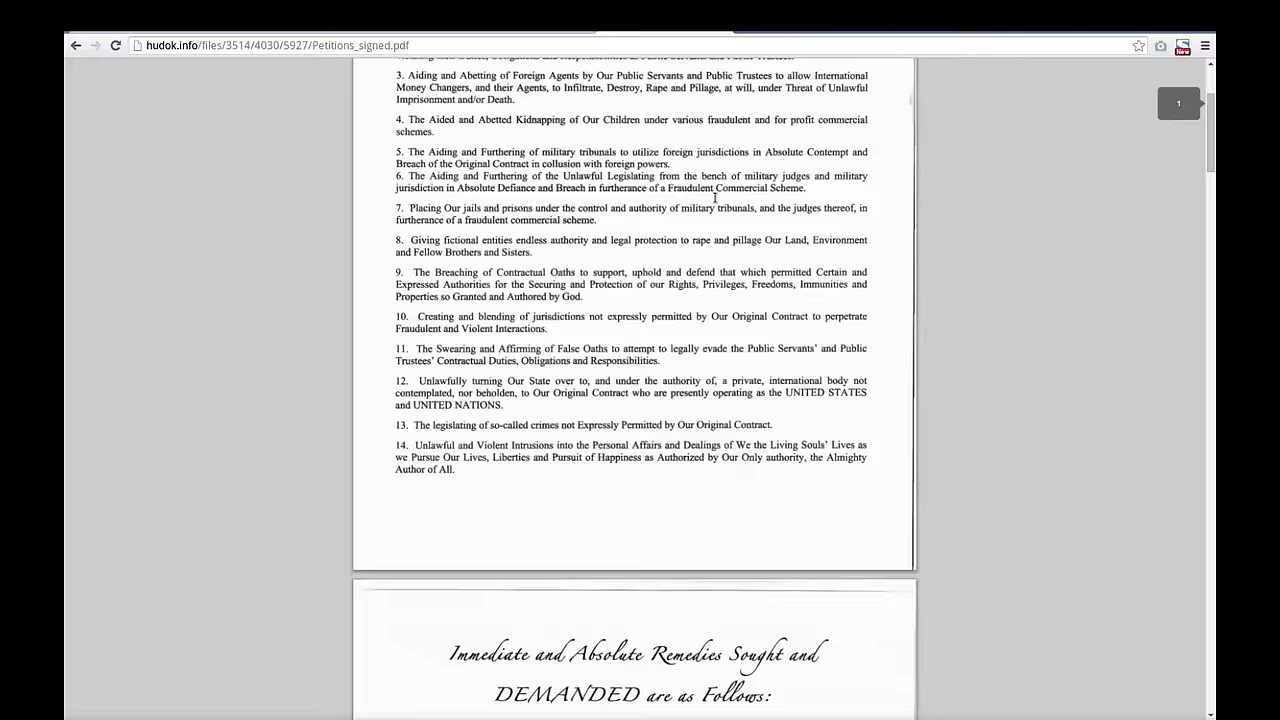 hudok.info/files/3514/4030/5927/Petitions_signed.pdf
New
1
3. Aiding and Abetting of Foreign Agents by Our Public Servants and Public Trustees to allow International
Money Changers, and their Agents, to Infiltrate, Destroy, Rape and Pillage, at will, under Threat of Unlawful
Imprisonment and/or Death.
4. The Aided and Abetted Kidnapping of Our Children under various fraudulent and for profit commercial
schemes.
5. The Aiding and Furthering of military tribunals to utilize foreign jurisdictions in Absolute Contempt and
Breach of the Original Contract in collusion with foreign powers.
6. The Aiding and Furthering of the Unlawful Legislating from the bench of military judges and military
jurisdiction in Absolute Defiance and Breach in furtherance of a Fraudulent Commercial Scheme.
7. Placing Our jails and prisons under the control and authority of military tribunals, and the judges thereof, in
furtherance of a fraudulent commercial scheme.
8. Giving fictional entities endless authority and legal protection to rape and pillage Our Land, Environment
and Fellow Brothers and Sisters.
9. The Breaching of Contractual Oaths to support, uphold and defend that which permitted Certain and
Expressed Authorities for the Securing and Protection of our Rights, Privileges, Freedoms, Immunities and
Properties so Granted and Authored by God.
10. Creating and blending of jurisdictions not expressly permitted by Our Original Contract to perpetrate
Fraudulent and Violent Interactions.
11. The Swearing and Affirming of False Oaths to attempt to legally evade the Public Servants' and Public
Trustees' Contractual Duties, Obligations and Responsibilities.
12. Unlawfully turning Our State over to, and under the authority of, a private, international body not
contemplated, nor beholden, to Our Original Contract who are presently operating as the UNITED STATES
and UNITED NATIONS.
13. The legislating of so-called crimes not Expressly Permitted by Our Original Contract.
14. Unlawful and Violent Intrusions into the Personal Affairs and Dealings of We the Living Souls' Lives as
we Pursue Our Lives, Liberties and Pursuit of Happiness as Authorized by Our Only authority, the Almighty
Author of All.
Immediate and Absolute Remedies Sought and
DEMANDED are as Follows: